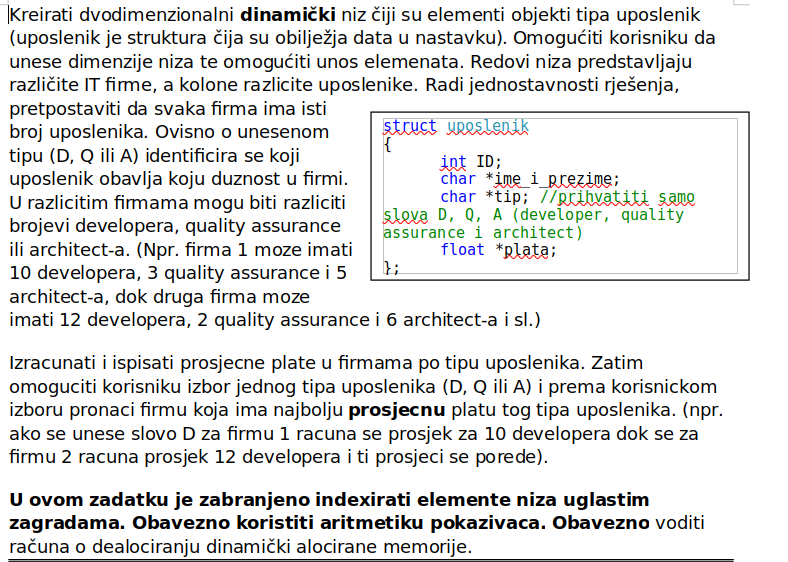 Kreirati dvodimenzionalni dinamički niz čiji su elementi objekti tipa uposlenik
(uposlenik je struktura čija su obilježja data u nastavku). Omogućiti korisniku da
unese dimenzije niza te omogućiti unos elemenata. Redovi niza predstavljaju
različite IT firme, a kolone razlicite uposlenike. Radi jednostavnosti rješenja,
pretpostaviti da svaka firma ima isti
broj uposlenika. Ovisno o unesenom
tipu (D, Q ili A) identificira se koji
uposlenik obavlja koju duznost u firmi.
U razlicitim firmama mogu biti razliciti
brojevi developera, quality assurance
ili architect-a. (Npr. firma 1 moze imati
10 developera, 3 quality assurance i 5
architect-a, dok druga firma moze
imati 12 developera, 2 quality assurance i 6 architect-a i sl.)
struct uposlenik
{
int ID;
char *ime_i_prezime;
char *tip; //prihvatiti samo
slova D, Q, A (developer, quality
assurance i architect)
float *plata;
};
Izracunati i ispisati prosjecne plate u firmama po tipu uposlenika. Zatim
omoguciti korisniku izbor jednog tipa uposlenika (D, Q ili A) i prema korisnickom
izboru pronaci firmu koja ima najbolju prosjecnu platu tog tipa uposlenika. (npr.
ako se unese slovo D za firmu 1 racuna se prosjek za 10 developera dok se za
firmu 2 racuna prosjek 12 developera i ti prosjeci se porede).
U ovom zadatku je zabranjeno indexirati elemente niza uglastim
zagradama. Obavezno koristiti aritmetiku pokazivaca. Obavezno voditi
računa o dealociranju dinamički alocirane memorije.